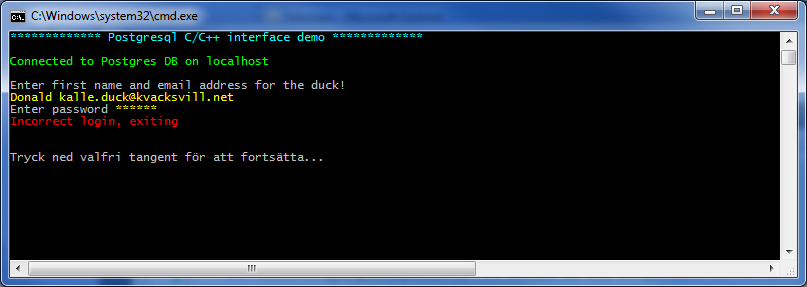 C:\Windows\system32\cmd.exe
************* Postgresql C/C++ interface demo *************
Connected to Postgres DB on localhost
Enter first name and email address for the duck!
Donald kalle.duck@kvacksvill.net
Enter password ******
Incorrect login, exiting
Tryck ned valfri tangent för att fortsätta...